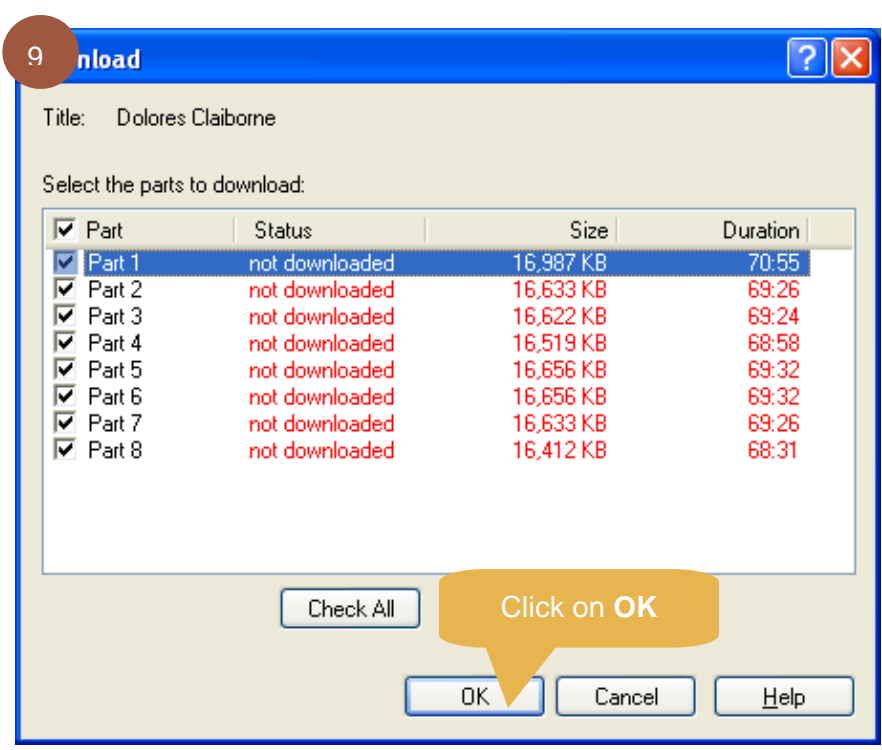 9 nload
Title: Dolores Claiborne
Select the parts to download:
Part Status Size Duration
Part 1 not downloaded 16,987 KB 70:55
Part 2 not downloaded 16,633 KB 69:26
Part 3 not downloaded 16,622 KB 69:24
Part 4 not downloaded 16,519 KB 68:58
Part 5 not downloaded 16,656 KB 69:32
Part 6 not downloaded 16,656 KB 69:32
Part 7 not downloaded 16,633 KB 69:26
Part 8 not downloaded 16,412 KB 68:31
Check All Click on OK
OK Cancel Help